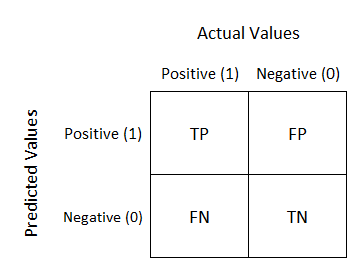 Actual Values
Positive (1) Negative (0)
Predicted Values
Positive (1) TP FP
Negative (0) FN TN